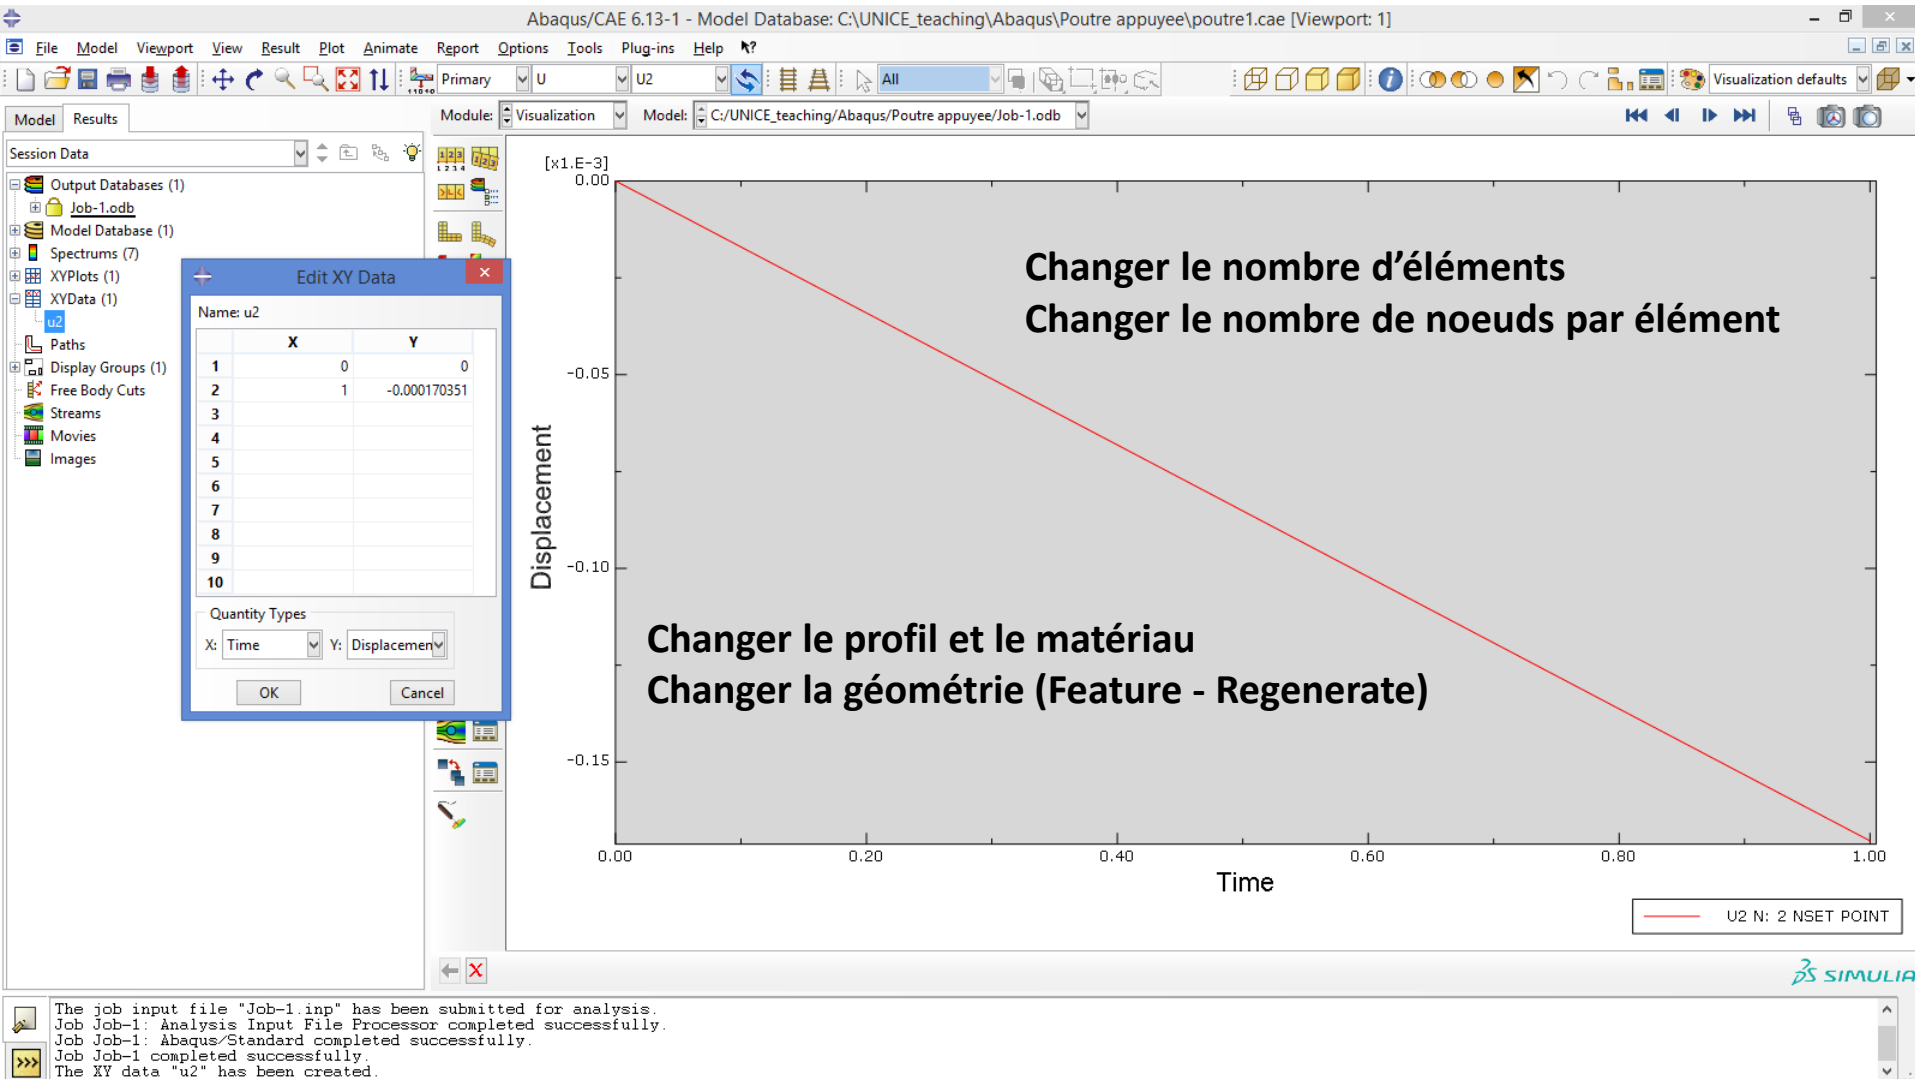 Abaqus/CAE 6.13-1 - Model Database: C:\UNICE_teaching\Abaqus\Poutre appuyee\poutre1.cae [Viewport: 1]
File Model Viewport View Result Plot Animate Report Options Tools Plug-ins Help
Primary U U2 All Visualization defaults
Model Results
Module: Visualization Model: C:/UNICE_teaching/Abaqus/Poutre appuyee/Job-1.odb
Session Data
Output Databases (1)
Job-1.odb
Model Database (1)
Spectrums (7)
XYPlots (1)
XYData (1)
u2
Paths
Display Groups (1)
Free Body Cuts
Streams
Movies
Images
Edit XY Data
Name: u2
X Y
1 0 0
2 1 -0.000170351
3
4
5
6
7
8
9
10
Quantity Types
X: Time Y: Displacemen
OK Cancel
[x1.E-3]
0.00
-0.05
-0.10
-0.15
Displacement
Changer le nombre d’éléments
Changer le nombre de noeuds par élément
Changer le profil et le matériau
Changer la géométrie (Feature - Regenerate)
0.00 0.20 0.40 0.60 0.80 1.00
Time
U2 N: 2 NSET POINT
SIMULIA
The job input file "Job-1.inp" has been submitted for analysis.
Job Job-1: Analysis Input File Processor completed successfully.
Job Job-1: Abaqus/Standard completed successfully.
Job Job-1 completed successfully.
The XY data "u2" has been created.